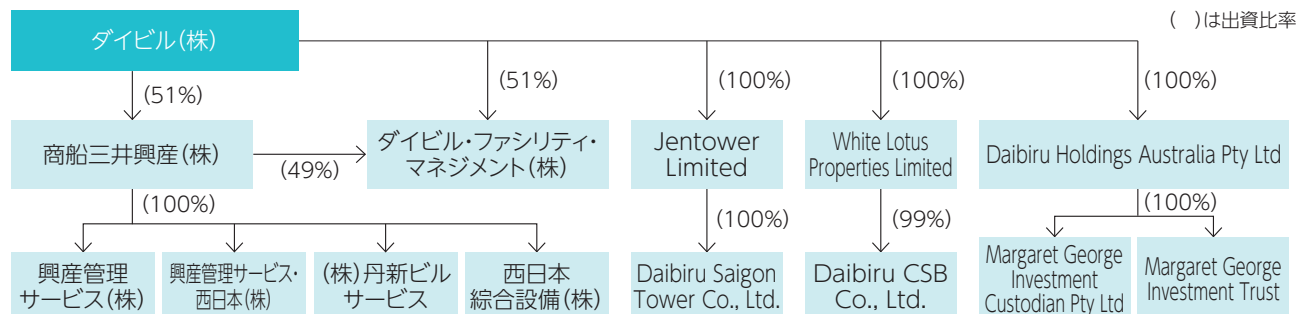 ( )は出資比率
ダイビル(株)
(51%)
(51%)
(100%)
(100%)
(100%)
商船三井興産(株)
(49%)
ダイビル・ファシリティ・
マネジメント(株)
Jentower
Limited
White Lotus
Properties Limited
Daibiru Holdings Australia Pty Ltd
(100%)
(100%)
(99%)
(100%)
興産管理
サービス(株)
興産管理サービス・
西日本(株)
(株)丹新ビル
サービス
西日本
綜合設備(株)
Daibiru Saigon
Tower Co., Ltd.
Daibiru CSB
Co., Ltd.
Margaret George
Investment
Custodian Pty Ltd
Margaret George
Investment Trust